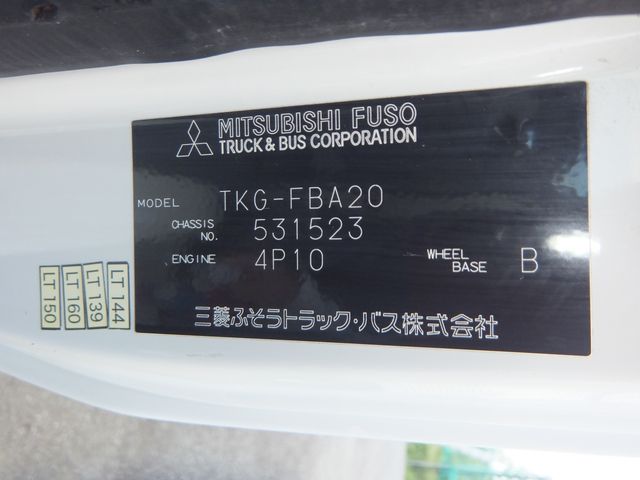 MITSUBISHI FUSO
TRUCK & BUS CORPORATION
MODEL TKG-FBA20
CHASSIS NO. 531523
ENGINE 4P10 WHEEL BASE B
三菱ふそうトラック・バス株式会社
LT 150
LT 160
LT 139
LT 144